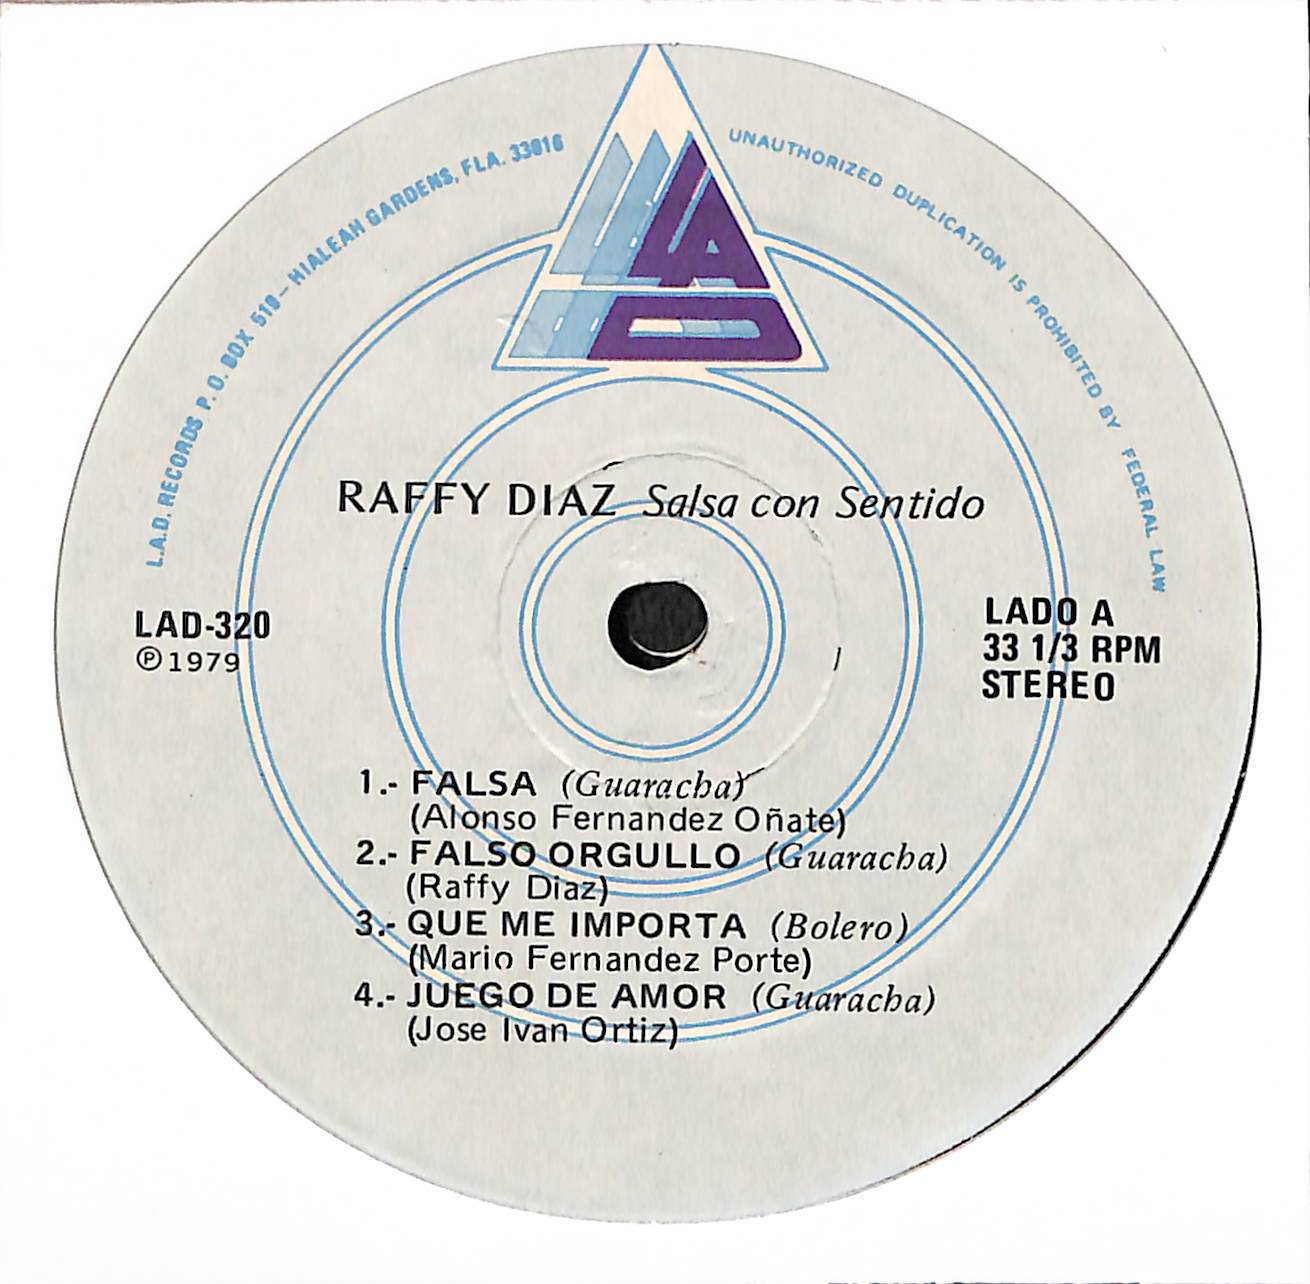 L.A.D. RECORDS P. O. BOX 519 - HIALEAH GARDENS, FLA. 33016
UNAUTHORIZED DUPLICATION IS PROHIBITED BY FEDERAL LAW
LAD
RAFFY DIAZ Salsa con Sentido
LAD-320
℗1979
LADO A
33 1/3 RPM
STEREO
1.- FALSA (Guaracha)
(Alonso Fernandez Oñate)
2.- FALSO ORGULLO (Guaracha)
(Raffy Diaz)
3.- QUE ME IMPORTA (Bolero)
(Mario Fernandez Porte)
4.- JUEGO DE AMOR (Guaracha)
(Jose Ivan Ortiz)